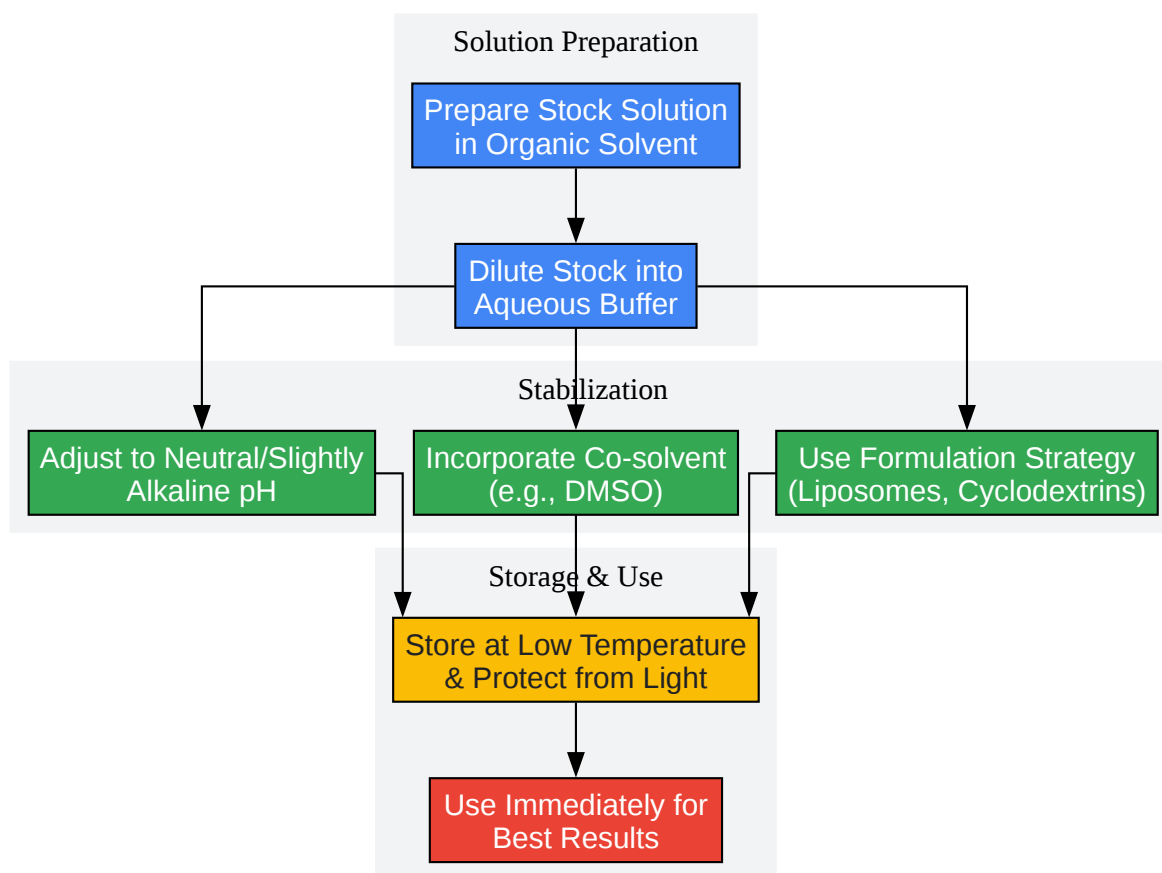 Solution Preparation
Prepare Stock Solution
in Organic Solvent
Dilute Stock into
Aqueous Buffer
Stabilization
Adjust to Neutral/Slightly
Alkaline pH
Incorporate Co-solvent
(e.g., DMSO)
Use Formulation Strategy
(Liposomes, Cyclodextrins)
Storage & Use
Store at Low Temperature
& Protect from Light
Use Immediately for
Best Results